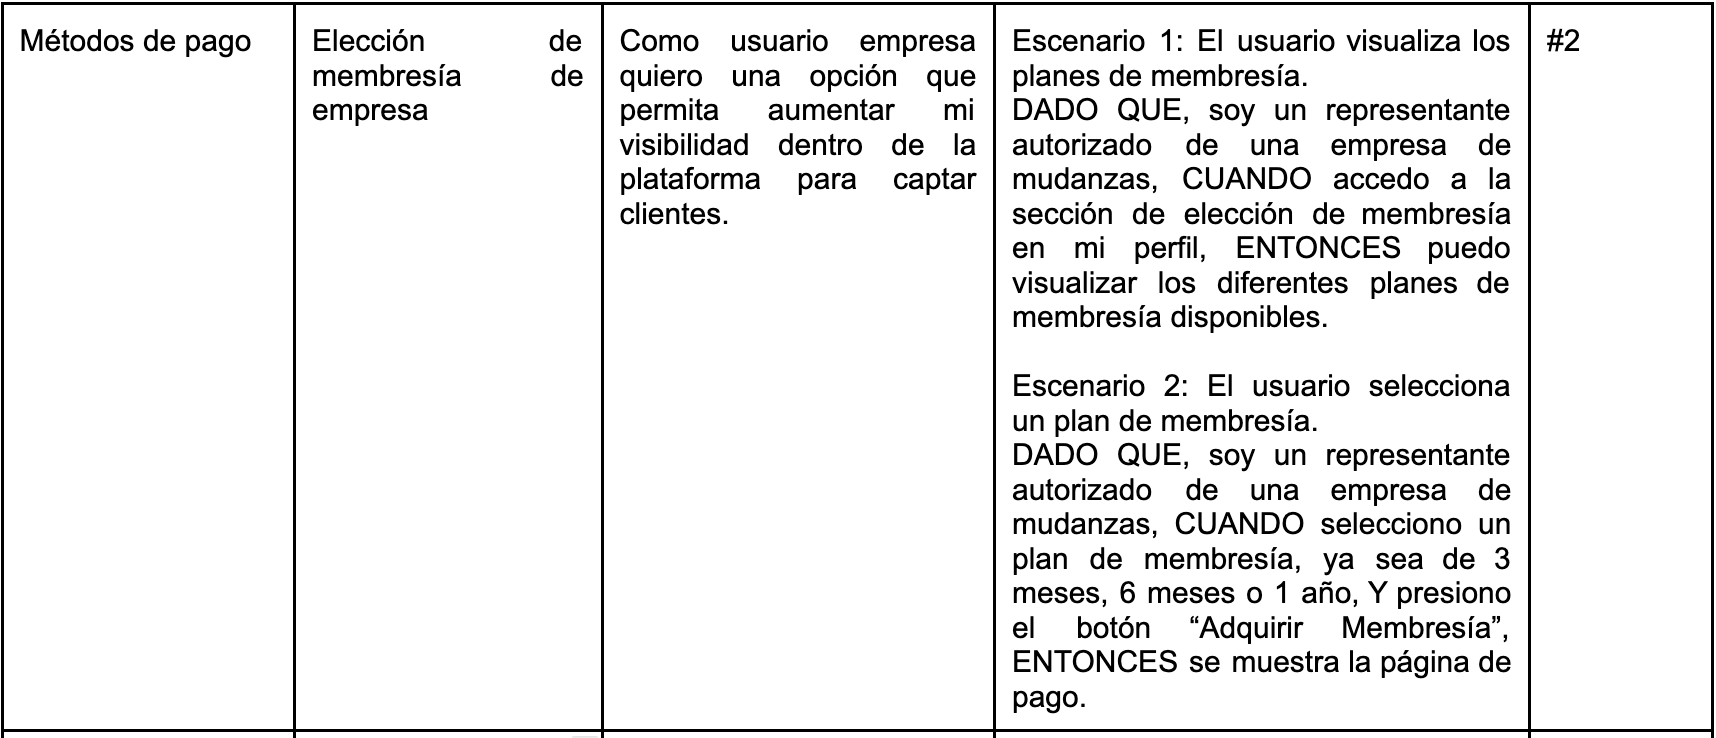 Métodos de pago
Elección de
membresía de
empresa
Como usuario empresa
quiero una opción que
permita aumentar mi
visibilidad dentro de la
plataforma para captar
clientes.
Escenario 1: El usuario visualiza los
planes de membresía.
DADO QUE, soy un representante
autorizado de una empresa de
mudanzas, CUANDO accedo a la
sección de elección de membresía
en mi perfil, ENTONCES puedo
visualizar los diferentes planes de
membresía disponibles.
Escenario 2: El usuario selecciona
un plan de membresía.
DADO QUE, soy un representante
autorizado de una empresa de
mudanzas, CUANDO selecciono un
plan de membresía, ya sea de 3
meses, 6 meses o 1 año, Y presiono
el botón “Adquirir Membresía”,
ENTONCES se muestra la página de
pago.
#2